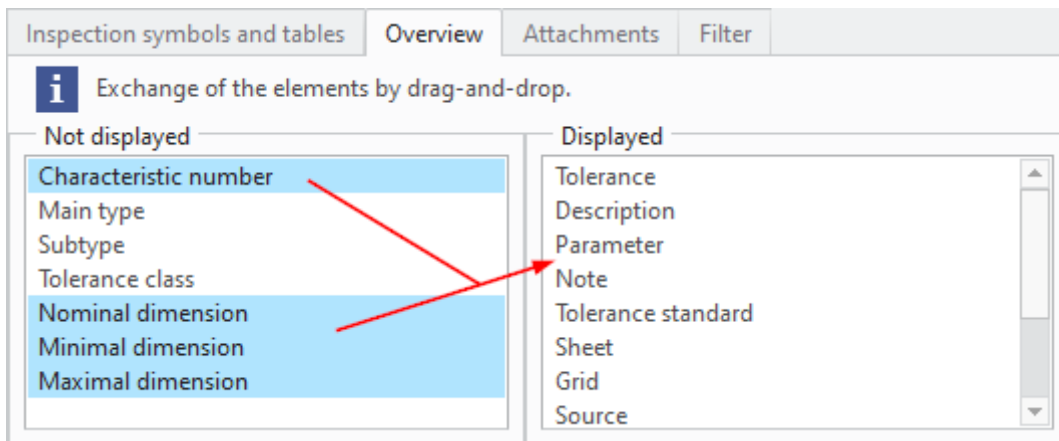 Inspection symbols and tables
Overview
Attachments
Filter
i
Exchange of the elements by drag-and-drop.
Not displayed
Characteristic number
Main type
Subtype
Tolerance class
Nominal dimension
Minimal dimension
Maximal dimension
Displayed
Tolerance
Description
Parameter
Note
Tolerance standard
Sheet
Grid
Source